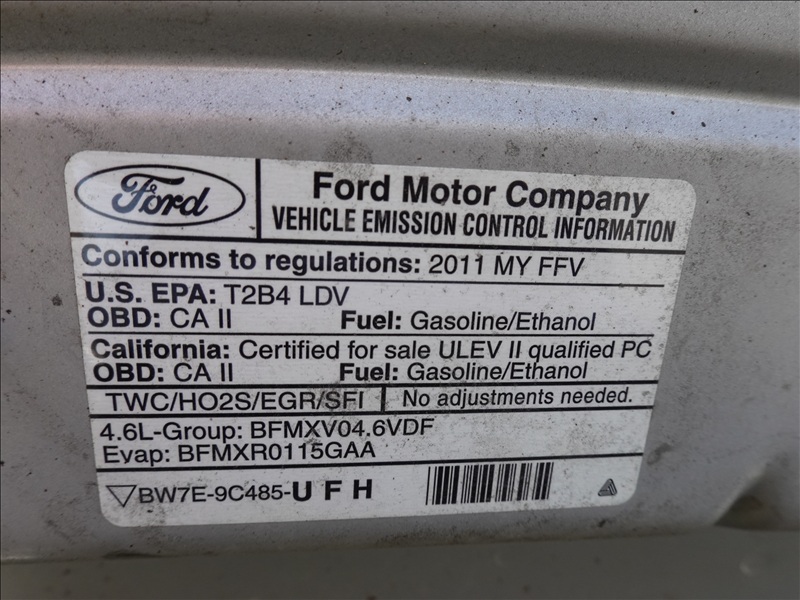 Ford
Ford Motor Company
VEHICLE EMISSION CONTROL INFORMATION
Conforms to regulations: 2011 MY FFV
U.S. EPA: T2B4 LDV
OBD: CA II Fuel: Gasoline/Ethanol
California: Certified for sale ULEV II qualified PC
OBD: CA II Fuel: Gasoline/Ethanol
TWC/HO2S/EGR/SFI No adjustments needed.
4.6L-Group: BFMXV04.6VDF
Evap: BFMXR0115GAA
BW7E-9C485-U F H